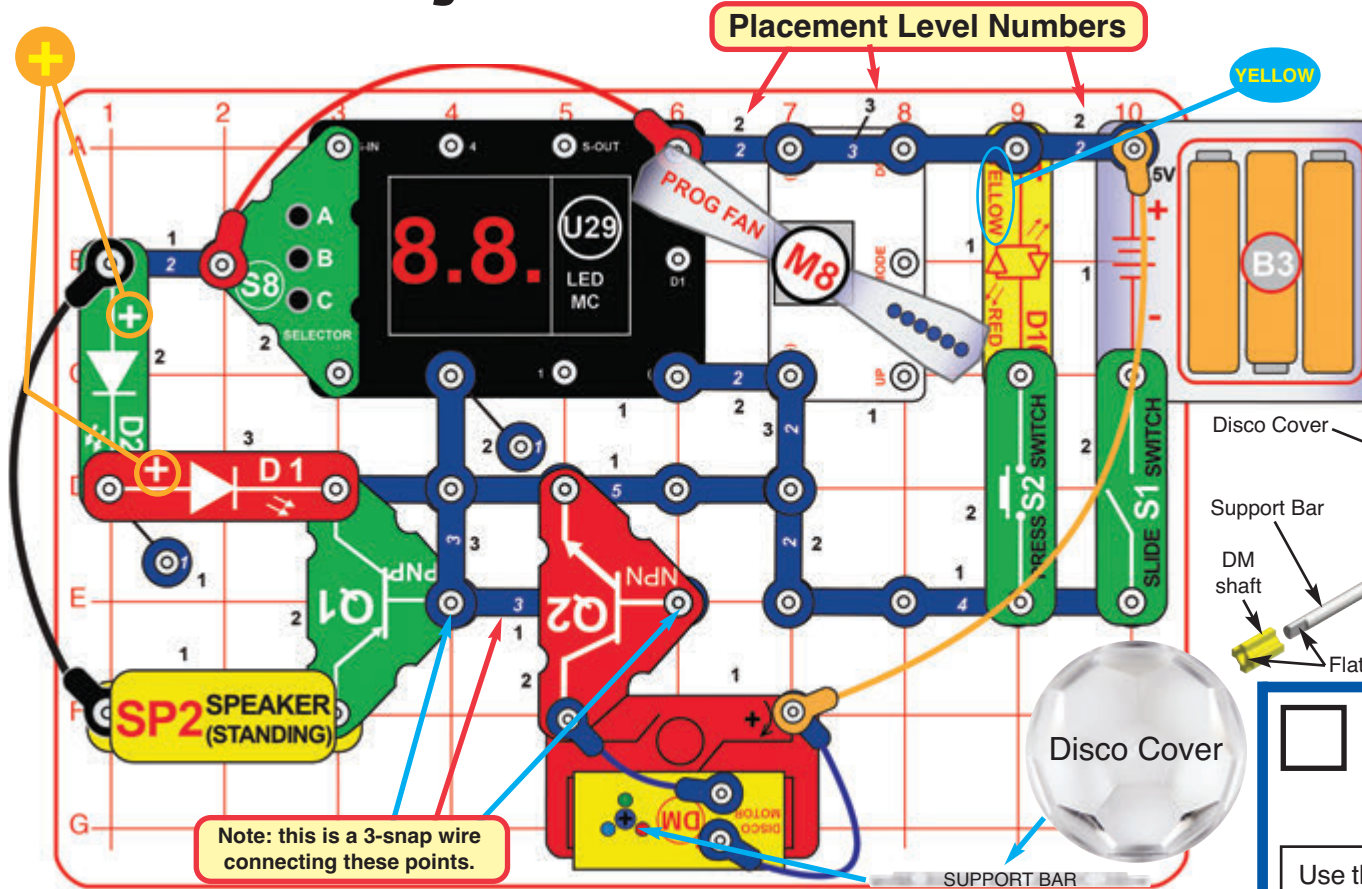 Placement Level Numbers
+
YELLOW
1 2 3 4 5 6 7 8 9 10
2
3
2
A
B
D
E
F
G
-IN
4
S-OUT
2
3
2
.5V
+
-
B3
A
B
C
S8
SELECTOR
2
8.8.
U29
LED
MC
D1
1
1
1
2
PROG FAN
M8
MODE
UP
1
ELLOW
RED
1
1
+
2
D2
3
+
D 1
1
1
2
1
1
5
2
2
3
2
2
2
3
3
Q1
PNP
2
3
1
Q2
NPN
2
1
4
S2
PRESS SWITCH
2
S1
SLIDE SWITCH
2
1
SP2 SPEAKER
(STANDING)
1
+
DM
DISCO
MOTOR
+
Note: this is a 3-snap wire
connecting these points.
SUPPORT BAR
Disco Cover
Disco Cover
Support Bar
DM
shaft
Flat
Use th